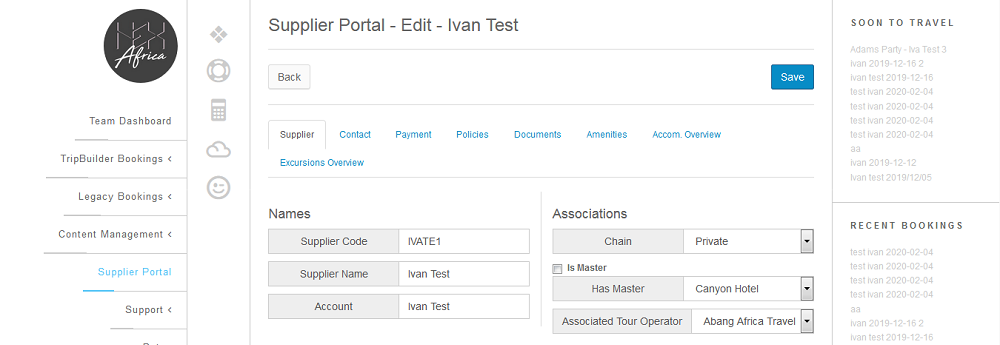 Africa
Team Dashboard
TripBuilder Bookings <
Legacy Bookings <
Content Management <
Supplier Portal
Support <
Supplier Portal - Edit - Ivan Test
Back
Save
Supplier
Contact
Payment
Policies
Documents
Amenities
Accom. Overview
Excursions Overview
Names
Supplier Code
IVATE1
Supplier Name
Ivan Test
Account
Ivan Test
Associations
Chain
Private
Is Master
Has Master
Canyon Hotel
Associated Tour Operator
Abang Africa Travel
SOON TO TRAVEL
Adams Party - Iva Test 3
ivan 2019-12-16 2
ivan test 2019-12-16
test ivan 2020-02-04
test ivan 2020-02-04
test ivan 2020-02-04
test ivan 2020-02-04
aa
ivan 2019-12-12
ivan test 2019/12/05
RECENT BOOKINGS
test ivan 2020-02-04
test ivan 2020-02-04
test ivan 2020-02-04
test ivan 2020-02-04
aa
ivan 2019-12-16 2
ivan test 2019-12-16